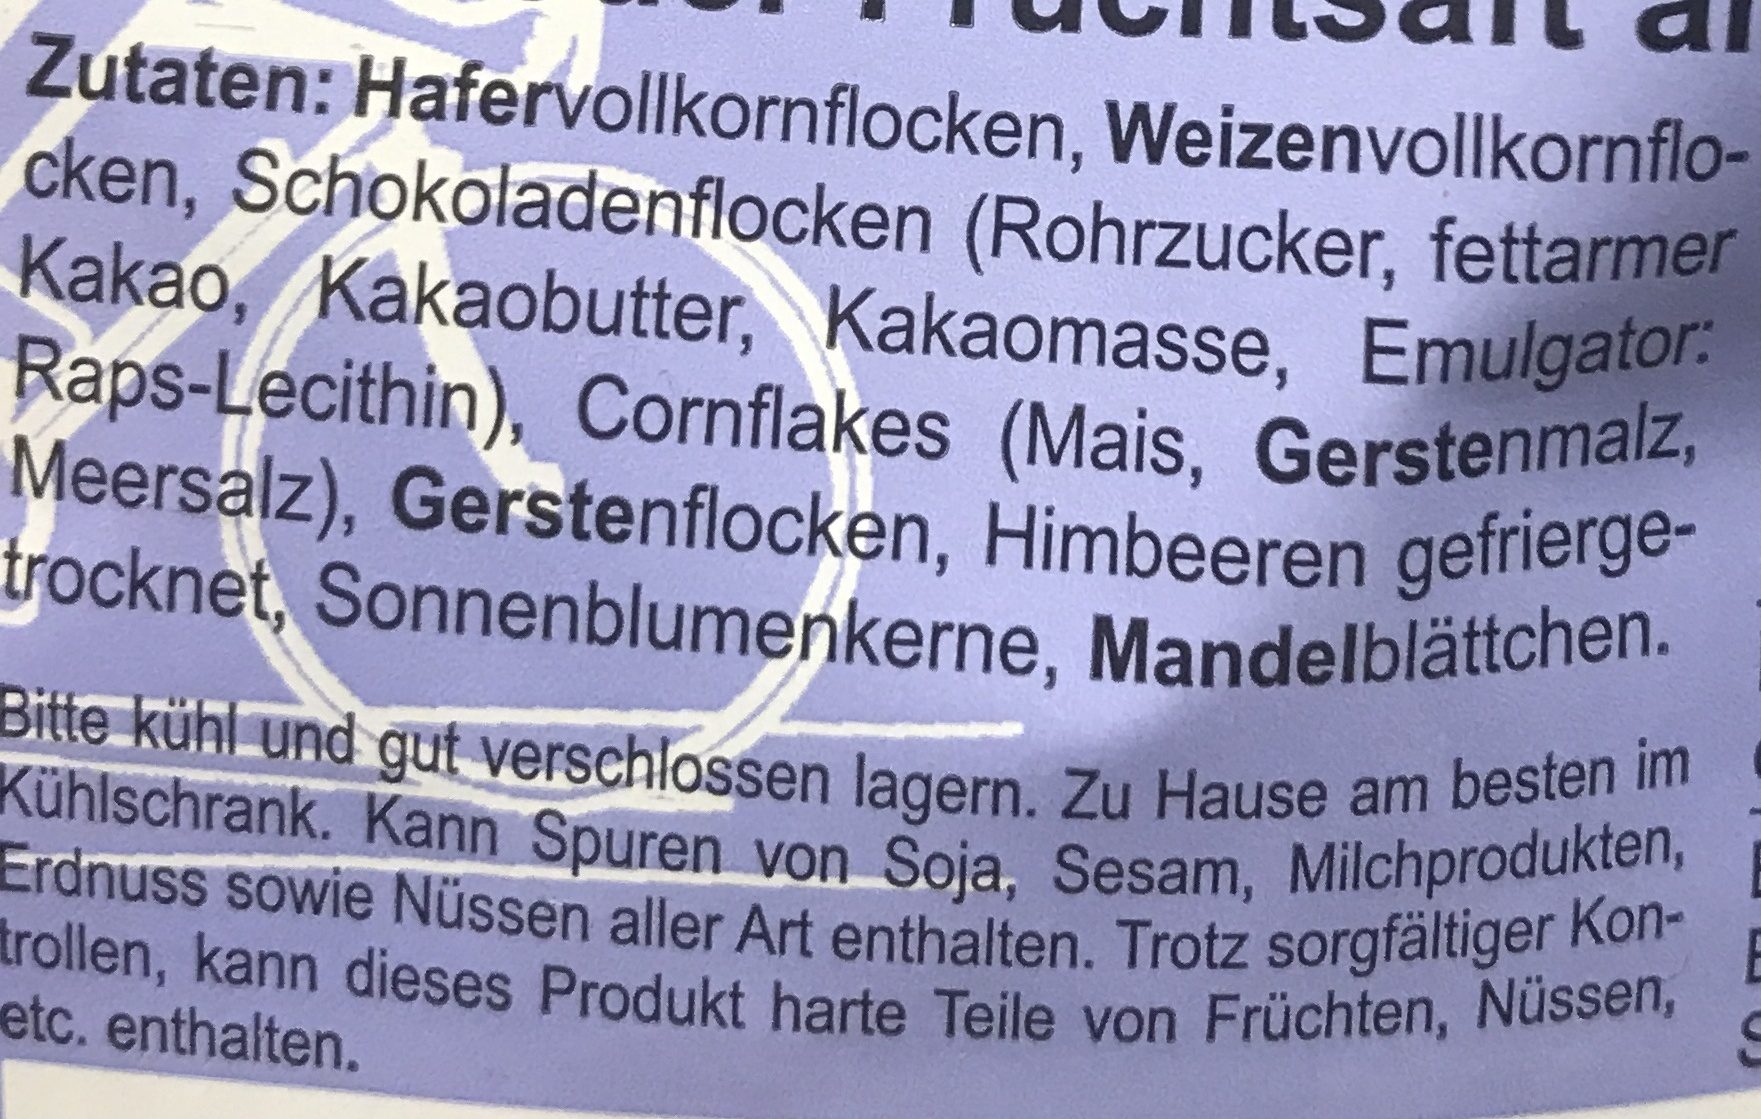 Fruchtsaft
Zutaten: Hafervollkornflocken, Weizenvollkornflo-
cken, Schokoladenflocken (Rohrzucker, fettarmer
Kakao, Kakaobutter, Kakaomasse, Emulgator:
Raps-Lecithin), Cornflakes (Mais, Gerstenmalz,
Meersalz), Gerstenflocken, Himbeeren gefrierge-
trocknet, Sonnenblumenkerne, Mandelblättchen.
Bitte kühl und gut verschlossen lagern. Zu Hause am besten im
Kühlschrank. Kann Spuren von Soja, Sesam, Milchprodukten,
Erdnuss sowie Nüssen aller Art enthalten. Trotz sorgfältiger Kon-
trollen, kann dieses Produkt harte Teile von Früchten, Nüssen,
etc. enthalten.